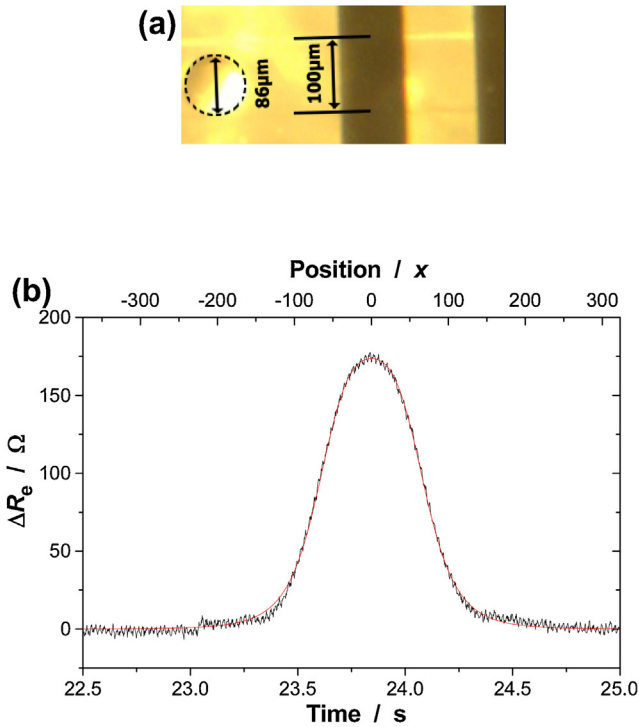 (a)
86μm
100μm
(b)
Position / x
-300 -200 -100 0 100 200 300
200
150
100
50
0
ΔRe / Ω
22.5 23.0 23.5 24.0 24.5 25.0
Time / s